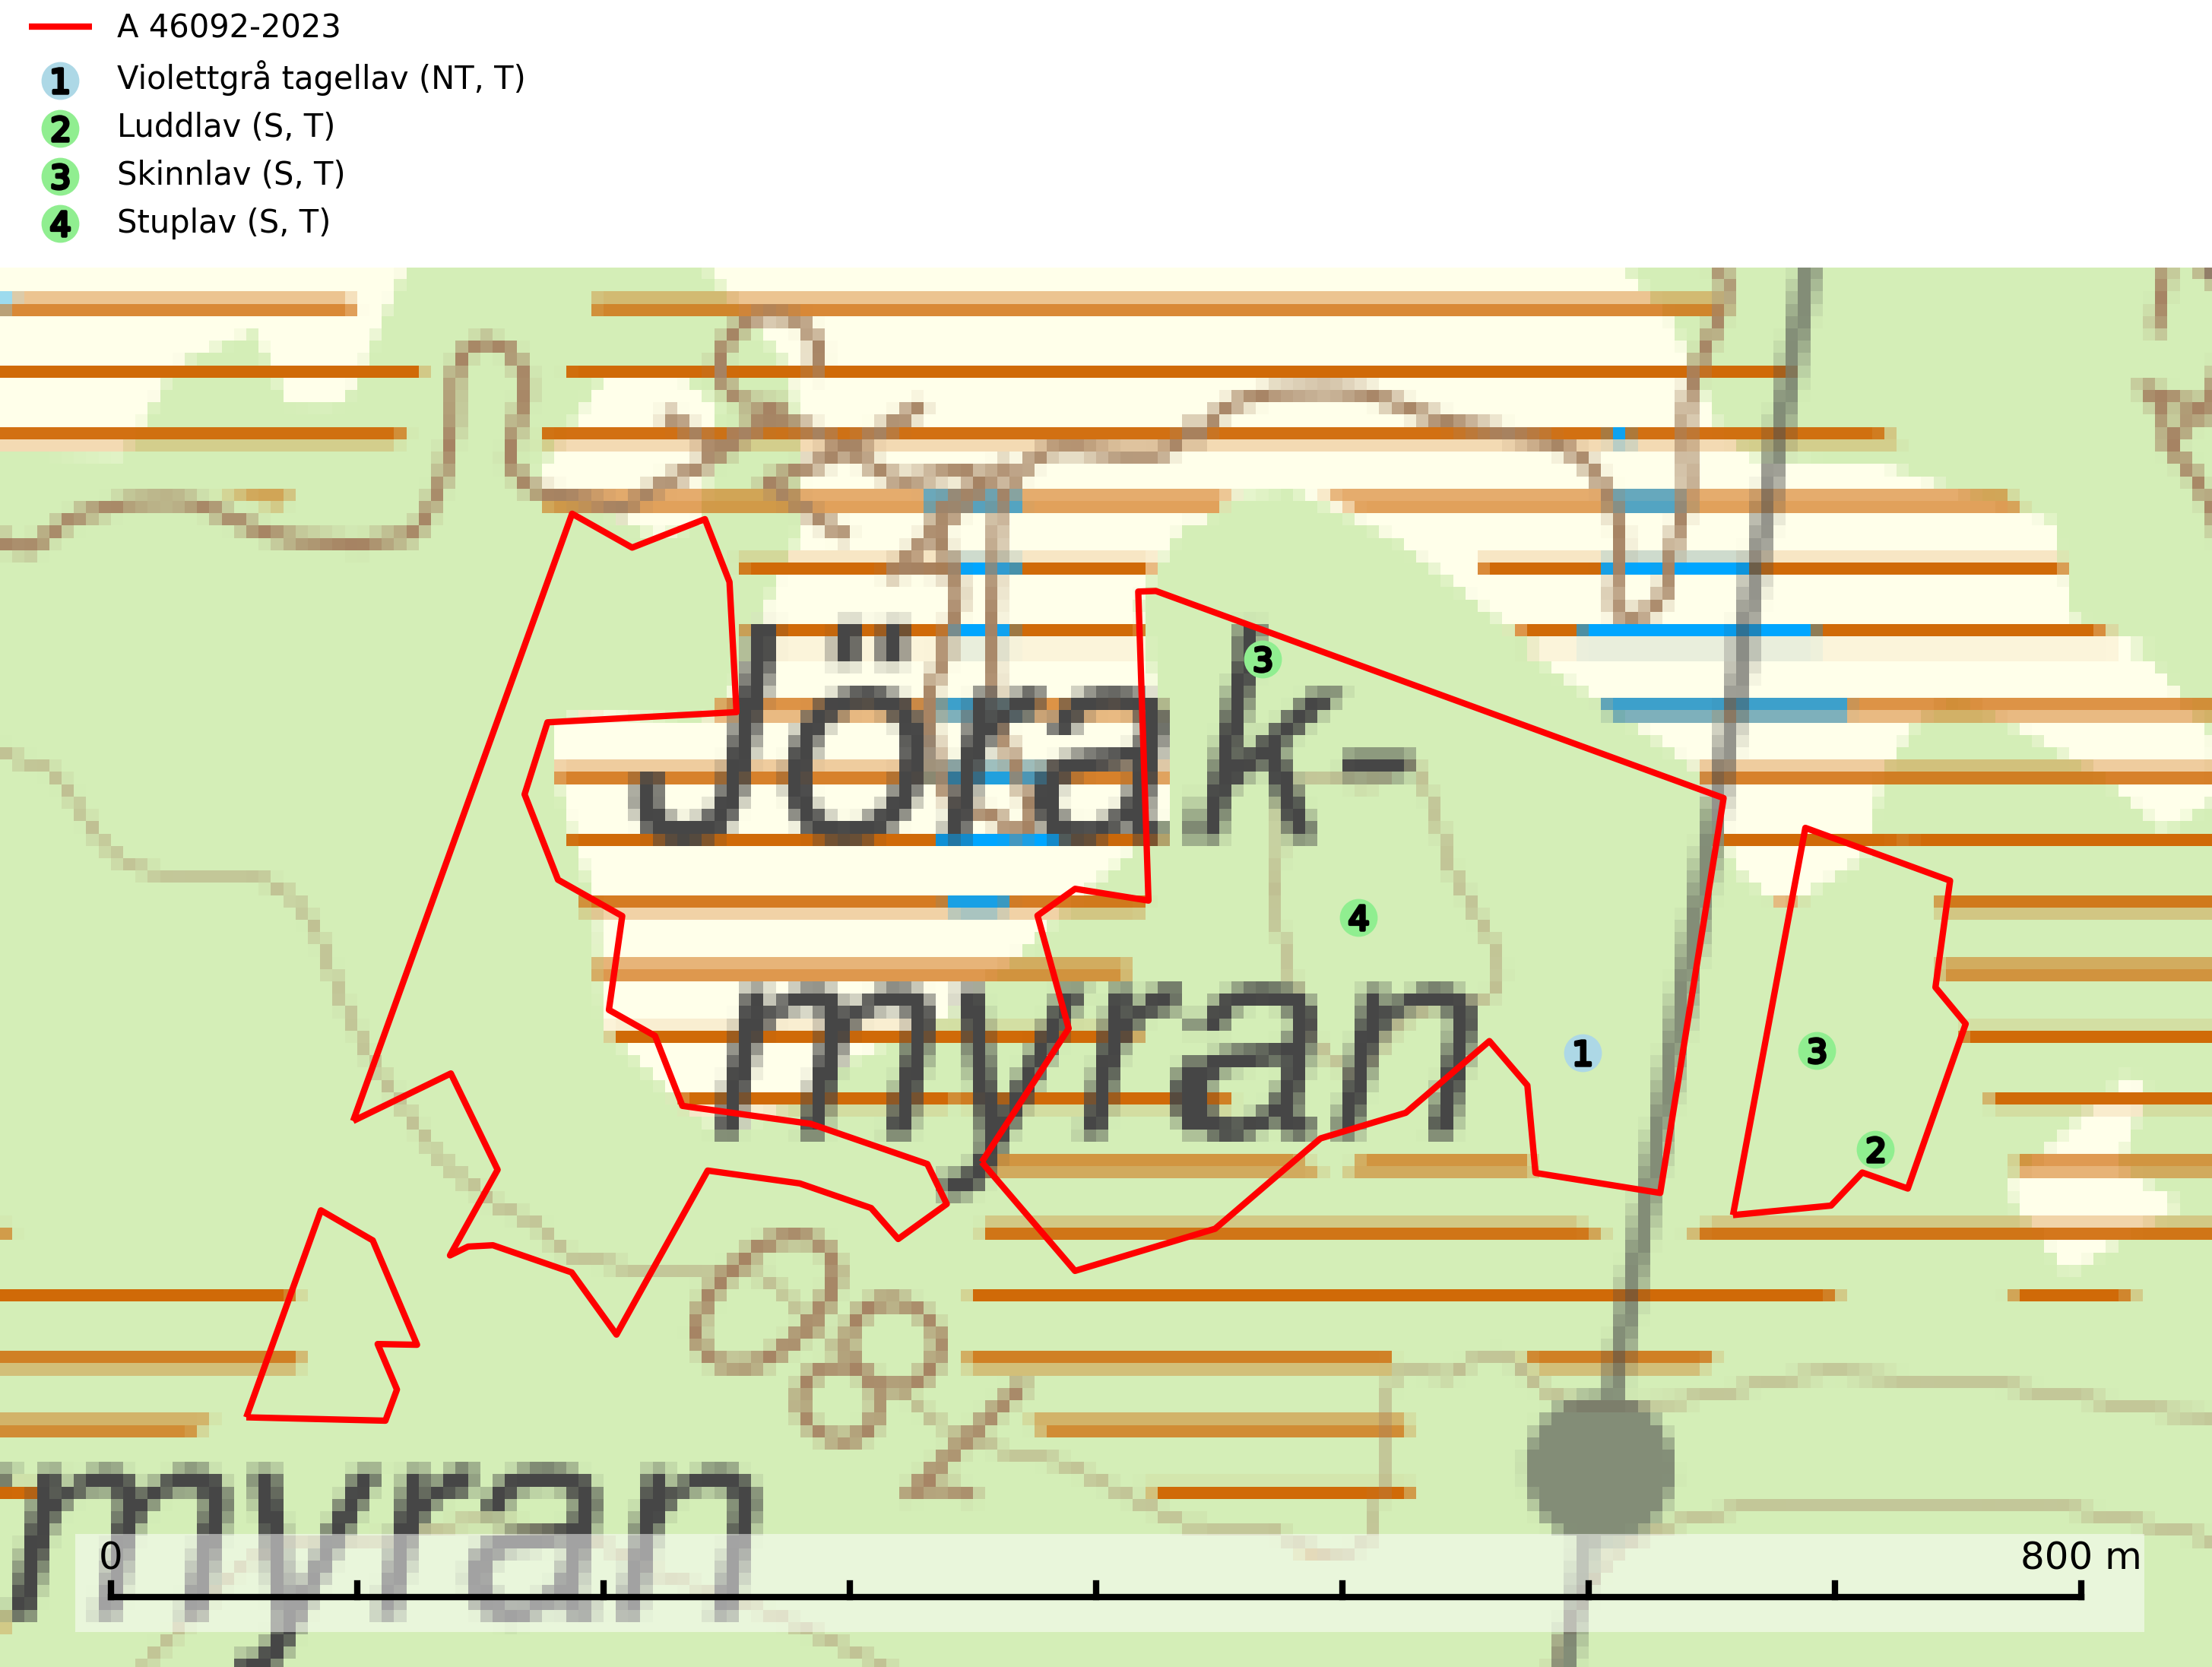 A 46092-2023
1 Violettgrå tagellav (NT, T)
2 Luddlav (S, T)
3 Skinnlav (S, T)
4 Stuplav (S, T)
3
Jörak-
4
myran
1
3
2
myran
0 800 m